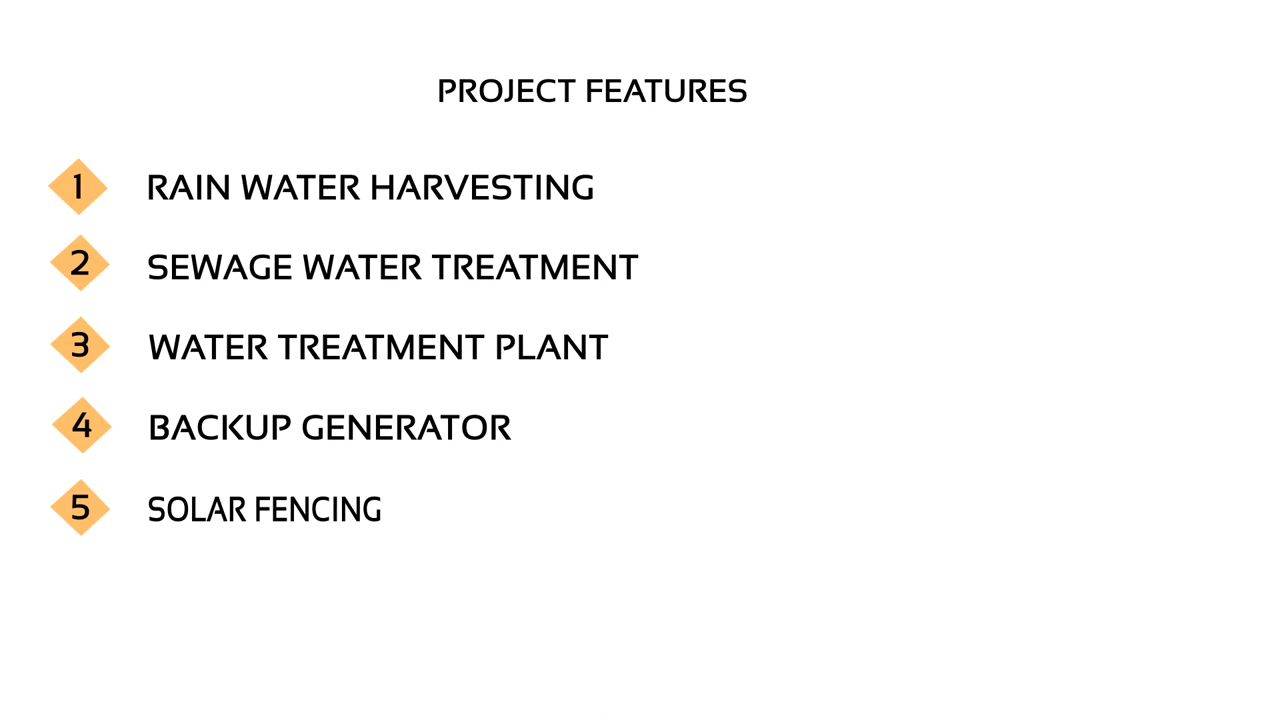 PROJECT FEATURES
1 RAIN WATER HARVESTING
2 SEWAGE WATER TREATMENT
3 WATER TREATMENT PLANT
4 BACKUP GENERATOR
5 SOLAR FENCING